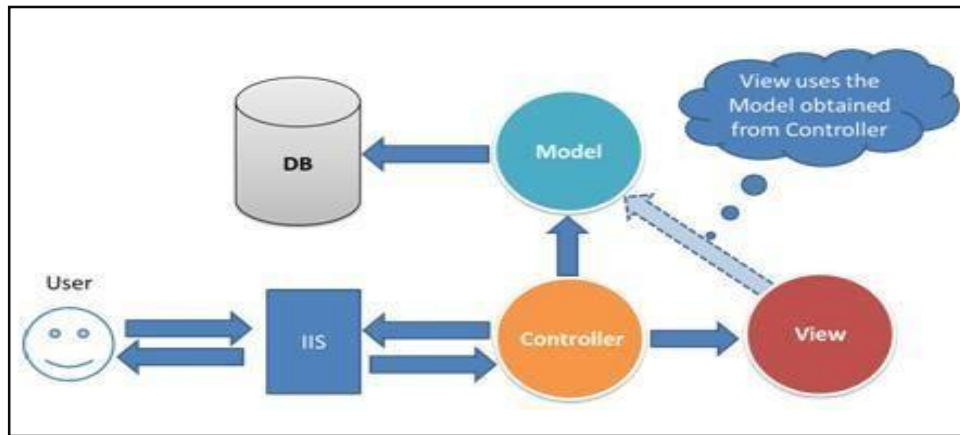 View uses the
Model obtained
from Controller
DB
Model
User
IIS
Controller
View